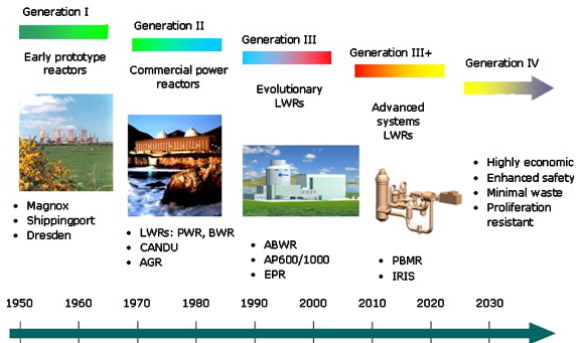 Generation I
Early prototype
reactors
• Magnox
• Shippingport
• Dresden
Generation II
Commercial power
reactors
• LWRs: PWR, BWR
• CANDU
• AGR
Generation III
Evolutionary
LWRs
• ABWR
• AP600/1000
• EPR
Generation III+
Advanced
systems
LWRs
• PBMR
• IRIS
Generation IV
• Highly economic
• Enhanced safety
• Minimal waste
• Proliferation
resistant
1950 1960 1970 1980 1990 2000 2010 2020 2030